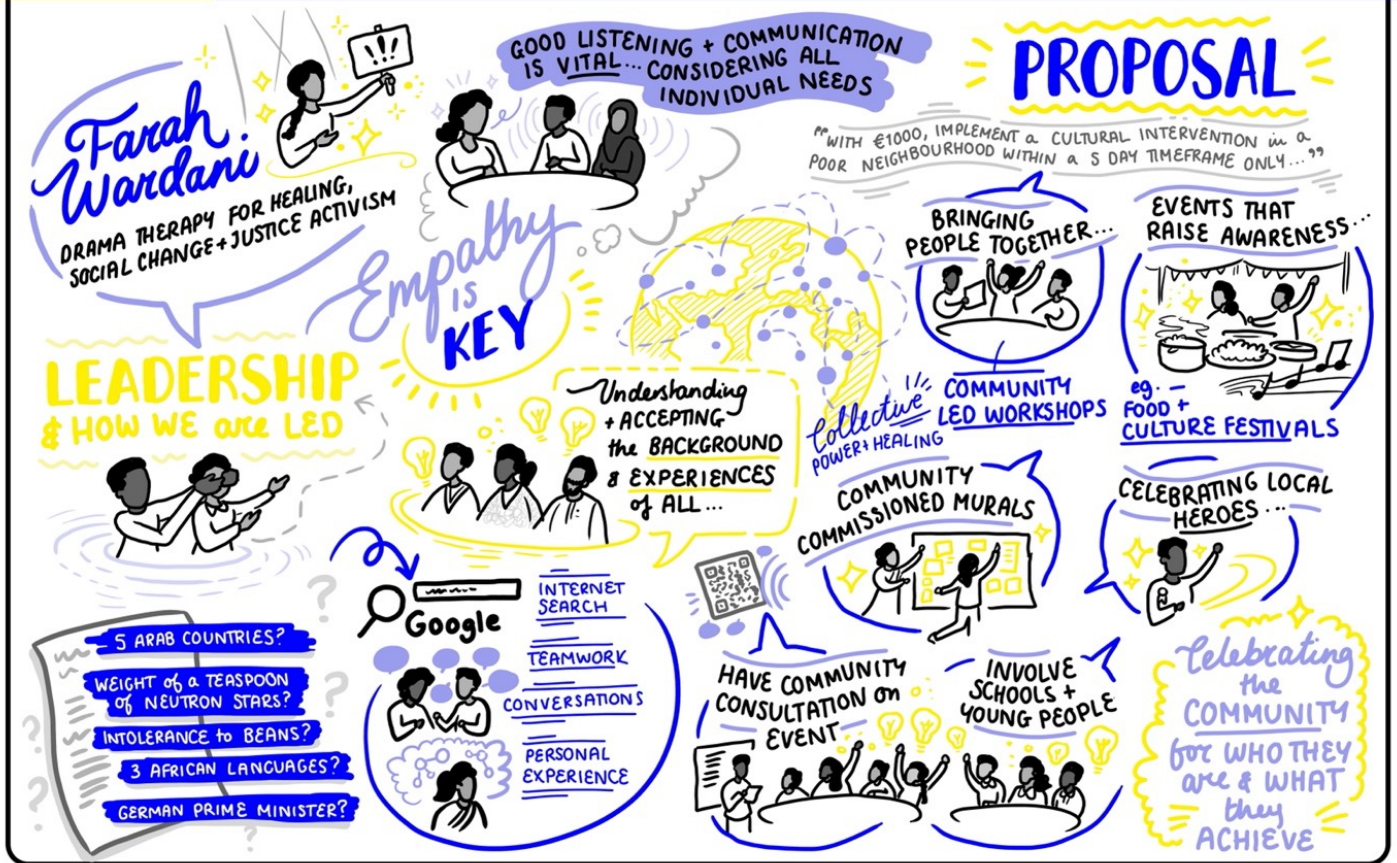 Farah
Wardani
DRAMA THERAPY FOR HEALING,
SOCIAL CHANGE + JUSTICE ACTIVISM
!!!
GOOD LISTENING + COMMUNICATION
IS VITAL... CONSIDERING ALL
INDIVIDUAL NEEDS
Empathy
IS
KEY
LEADERSHIP
& HOW WE are LED
Understanding
+ ACCEPTING
the BACKGROUND
& EXPERIENCES
of ALL...
5 ARAB COUNTRIES?
WEIGHT of a TEASPOON
of NEUTRON STARS?
INTOLERANCE to BEANS?
3 AFRICAN LANGUAGES?
GERMAN PRIME MINISTER?
? ? ? ? ? ?
Google
INTERNET
SEARCH
TEAMWORK
CONVERSATIONS
PERSONAL
EXPERIENCE
PROPOSAL
"WITH €1000, IMPLEMENT a CULTURAL INTERVENTION in a
POOR NEIGHBOURHOOD WITHIN a 5 DAY TIMEFRAME ONLY..."
BRINGING
PEOPLE TOGETHER...
COMMUNITY
LED WORKSHOPS
EVENTS THAT
RAISE AWARENESS...
eg. –
FOOD +
CULTURE FESTIVALS
Collective
POWER + HEALING
COMMUNITY
COMMISSIONED MURALS
CELEBRATING LOCAL
HEROES...
HAVE COMMUNITY
CONSULTATION on
EVENT
INVOLVE
SCHOOLS +
YOUNG PEOPLE
Celebrating
the
COMMUNITY
for WHO THEY
are & WHAT
they
ACHIEVE